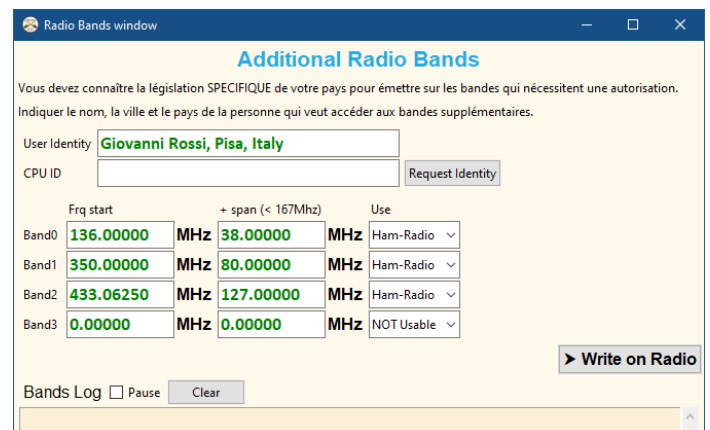 Radio Bands window
Additional Radio Bands
Vous devez connaître la législation SPECIFIQUE de votre pays pour émettre sur les bandes qui nécessitent une autorisation.
Indiquer le nom, la ville et le pays de la personne qui veut accéder aux bandes supplémentaires.
User Identity Giovanni Rossi, Pisa, Italy
CPU ID Request Identity
Frq start + span (< 167Mhz) Use
Band0 136.00000 MHz 38.00000 MHz Ham-Radio
Band1 350.00000 MHz 80.00000 MHz Ham-Radio
Band2 433.06250 MHz 127.00000 MHz Ham-Radio
Band3 0.00000 MHz 0.00000 MHz NOT Usable
➤ Write on Radio
Bands Log Pause Clear